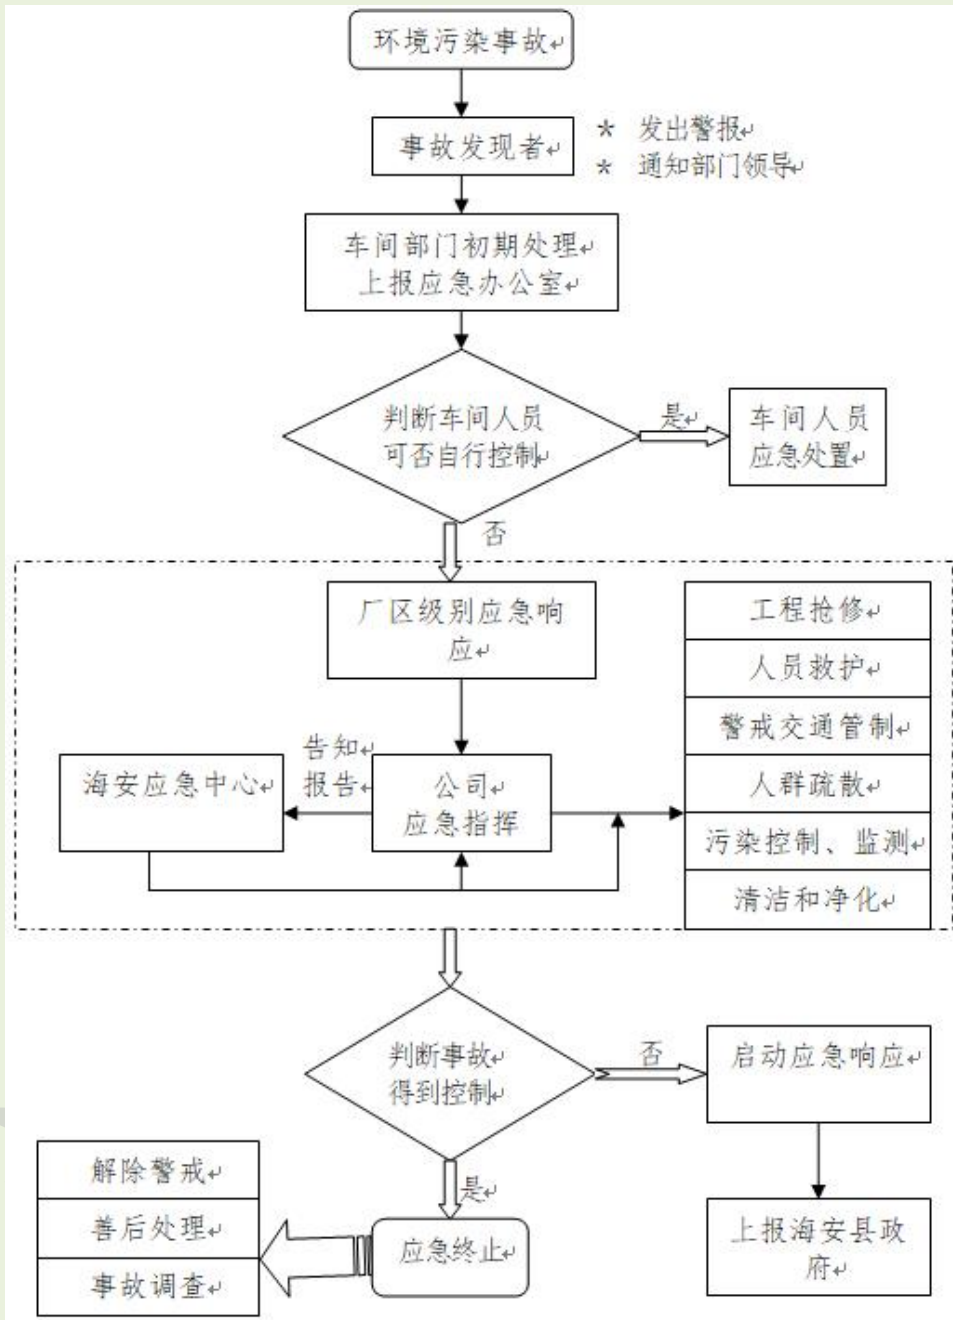 环境污染事故
事故发现者
* 发出警报
* 通知部门领导
车间部门初期处理
上报应急办公室
判断车间人员
可否自行控制
是
车间人员
应急处置
否
厂区级别应急响
应
工程抢修
人员救护
警戒交通管制
人群疏散
污染控制、监测
清洁和净化
告知
报告
海安应急中心
公司
应急指挥
判断事故
得到控制
否
启动应急响应
上报海安县政
府
是
应急终止
解除警戒
善后处理
事故调查